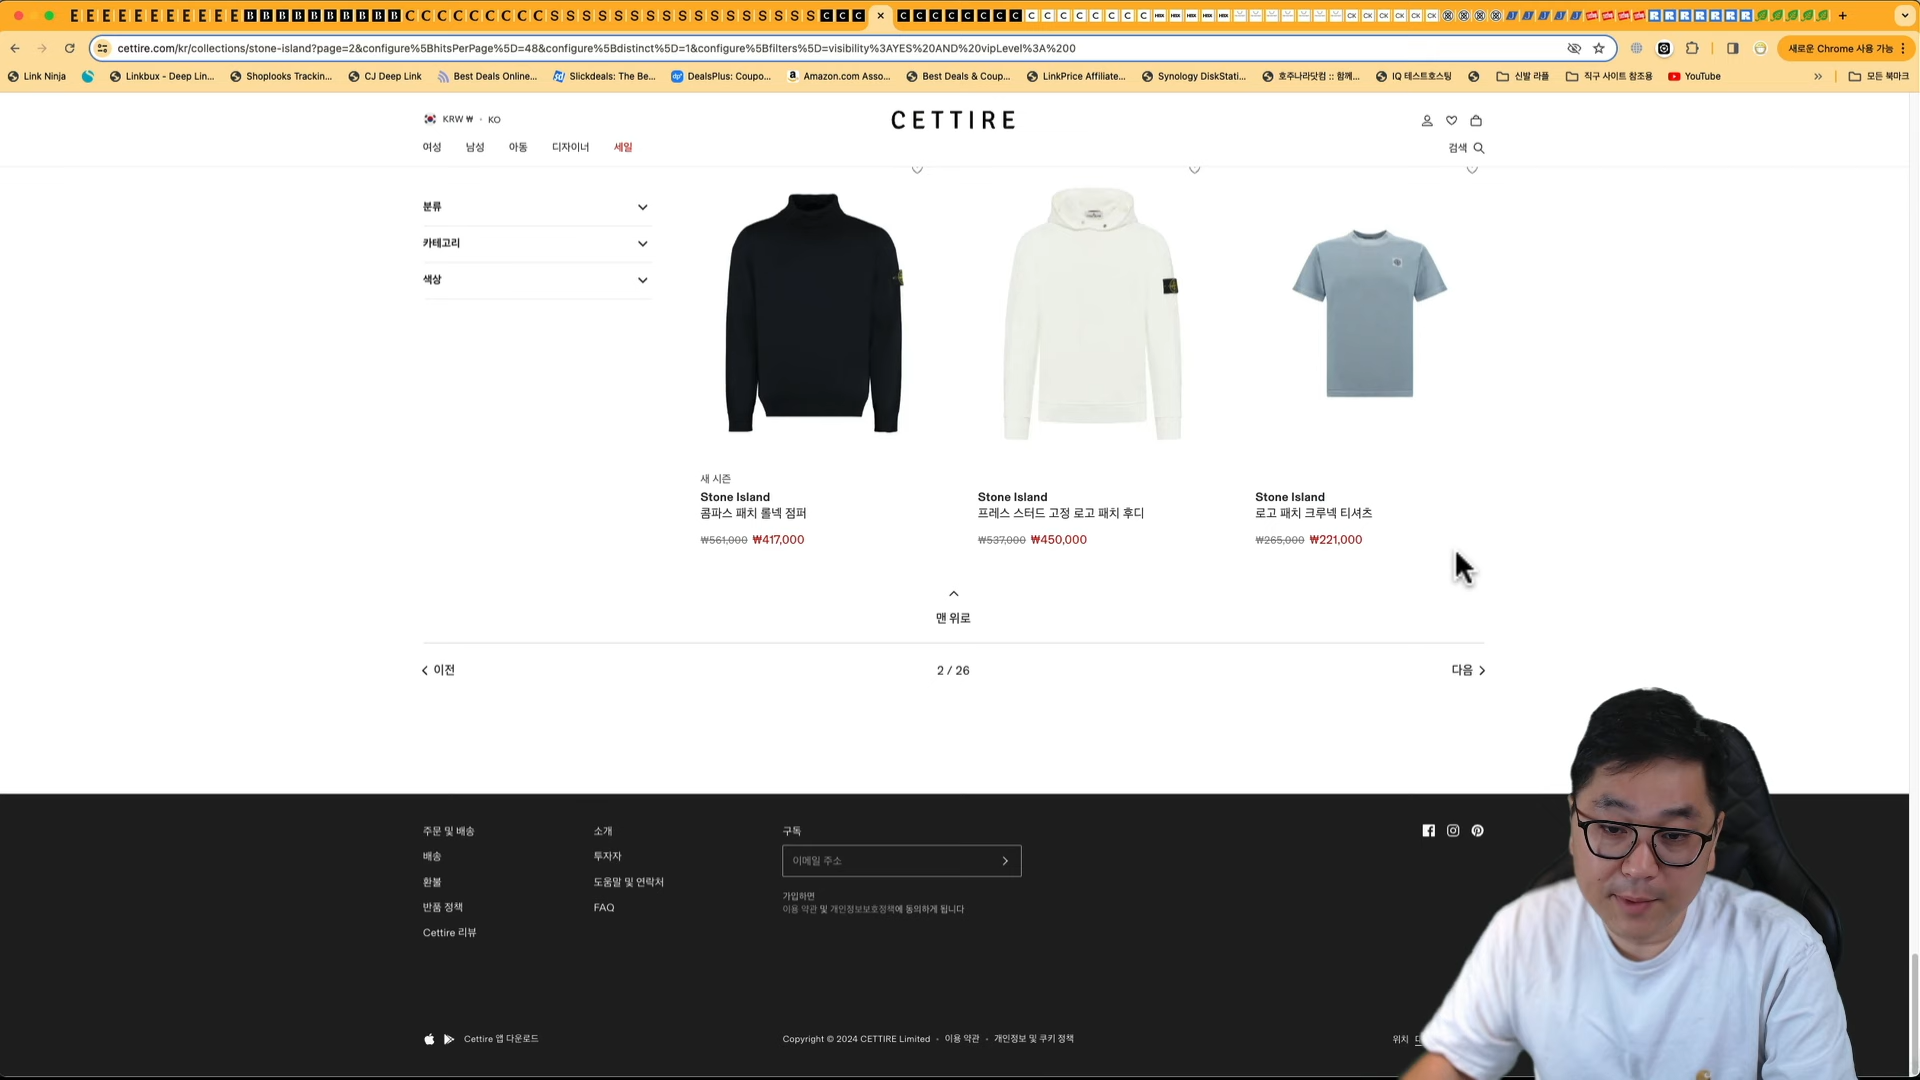 cettire.com/kr/collections/stone-island?page=2&configure%5BhitsPerPage%5D=48&configure%5Bdistinct%5D=1&configure%5Bfilters%5D=visibility%3AYES%20AND%20vipLevel%3A%200
새로운 Chrome 사용 가능
Link Ninja
Linkbux - Deep Lin...
Shoplooks Trackin...
CJ Deep Link
Best Deals Online...
Slickdeals: The Be...
DealsPlus: Coupo...
Amazon.com Asso...
Best Deals & Coup...
LinkPrice Affiliate...
Synology DiskStati...
호주나라닷컴 :: 함께...
IQ 테스트호스팅
신발 라플
직구 사이트 참조용
YouTube
모든 북마크
KRW ₩ • KO
CETTIRE
여성 남성 아동 디자이너 세일
검색
분류
카테고리
색상
새 시즌
Stone Island
콤파스 패치 롤넥 점퍼
₩561,000 ₩417,000
Stone Island
프레스 스터드 고정 로고 패치 후디
₩537,000 ₩450,000
Stone Island
로고 패치 크루넥 티셔츠
₩265,000 ₩221,000
맨 위로
이전
2 / 26
다음
주문 및 배송
배송
환불
반품 정책
Cettire 리뷰
소개
투자자
도움말 및 연락처
FAQ
구독
이메일 주소
가입하면
이용 약관 및 개인정보보호정책에 동의하게 됩니다
Cettire 앱 다운로드
Copyright © 2024 CETTIRE Limited • 이용 약관 • 개인정보 및 쿠키 정책
위치